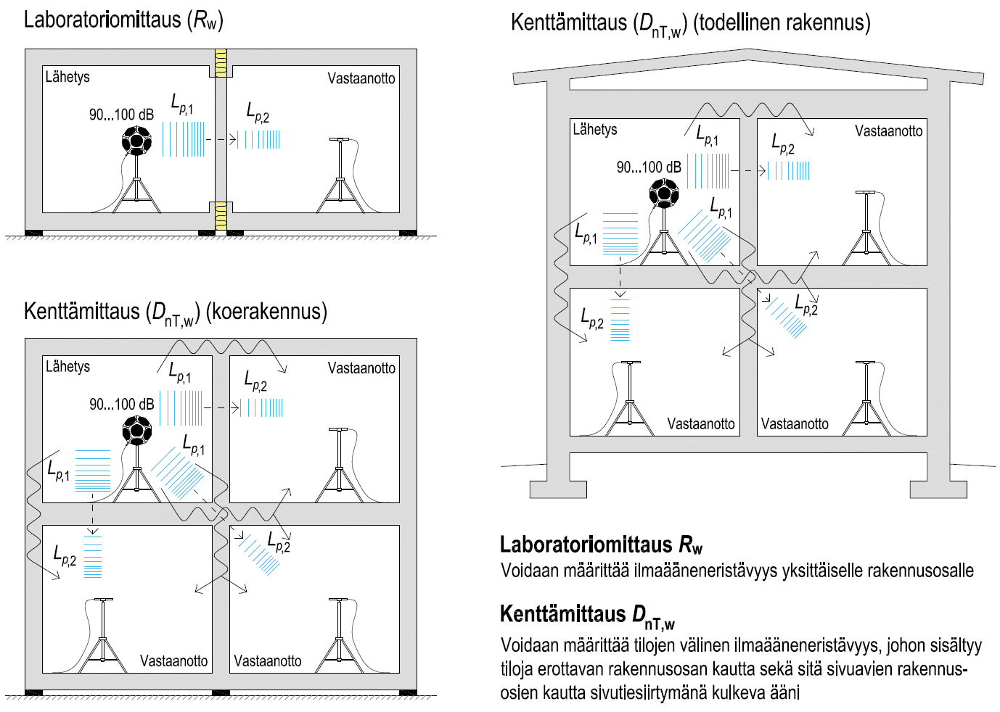 Laboratoriomittaus (Rw)
Lähetys
Vastaanotto
90...100 dB
Lp,1
Lp,2
Kenttämittaus (DnT,w) (koerakennus)
Lähetys
Vastaanotto
90...100 dB
Lp,1
Lp,2
Lp,1
Lp,1
Lp,2
Lp,2
Vastaanotto
Vastaanotto
Kenttämittaus (DnT,w) (todellinen rakennus)
Lähetys
Vastaanotto
90...100 dB
Lp,1
Lp,2
Lp,1
Lp,1
Lp,2
Lp,2
Vastaanotto
Vastaanotto
Laboratoriomittaus Rw
Voidaan määrittää ilmaääneneristävyys yksittäiselle rakennusosalle
Kenttämittaus DnT,w
Voidaan määrittää tilojen välinen ilmaääneneristävyys, johon sisältyy
tiloja erottavan rakennusosan kautta sekä sitä sivuavien rakennus-
osien kautta sivutiesiirtymänä kulkeva ääni